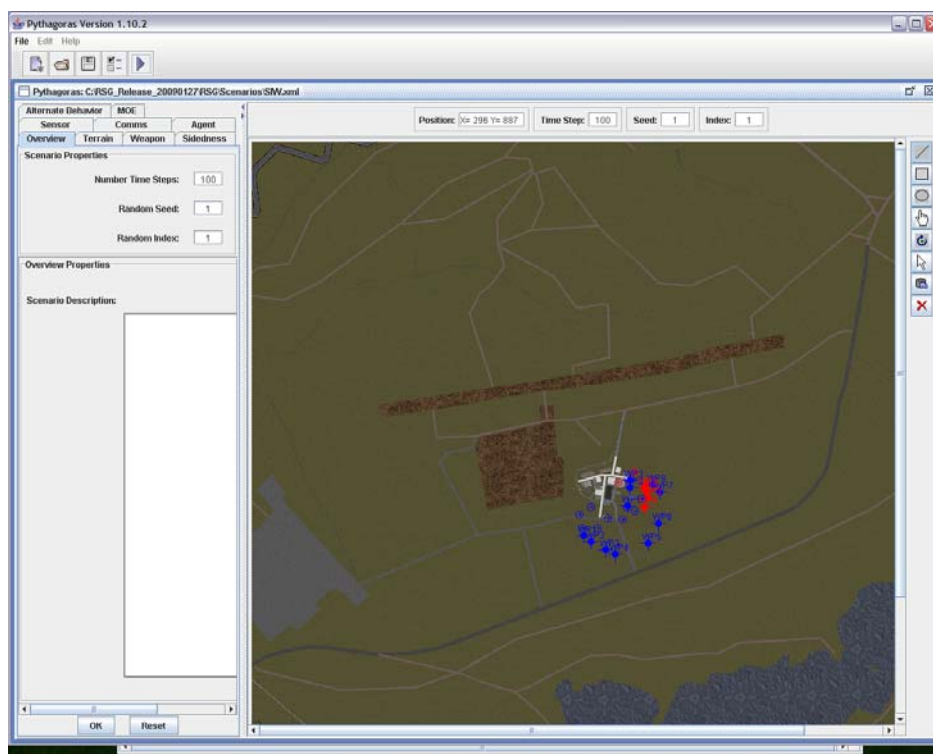 Pythagoras Version 1.10.2
File Edit Help
Pythagoras: C:\RSG_Release_20090127\RSG\Scenarios\SIW.xml
Alternate Behavior MOE
Sensor Comms Agent
Overview Terrain Weapon Sidedness
Position: X= 296 Y= 887 Time Step: 100 Seed: 1 Index: 1
Scenario Properties
Number Time Steps: 100
Random Seed: 1
Random Index: 1
Overview Properties
Scenario Description:
OK Reset